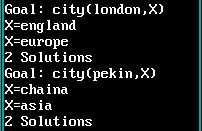 Goal: city(london,X)
X=england
X=europe
2 Solutions
Goal: city(pekin,X)
X=chaina
X=asia
2 Solutions